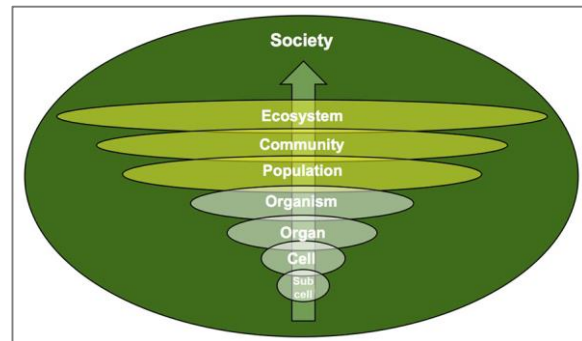 Society
Ecosystem
Community
Population
Organism
Organ
Cell
Sub
cell